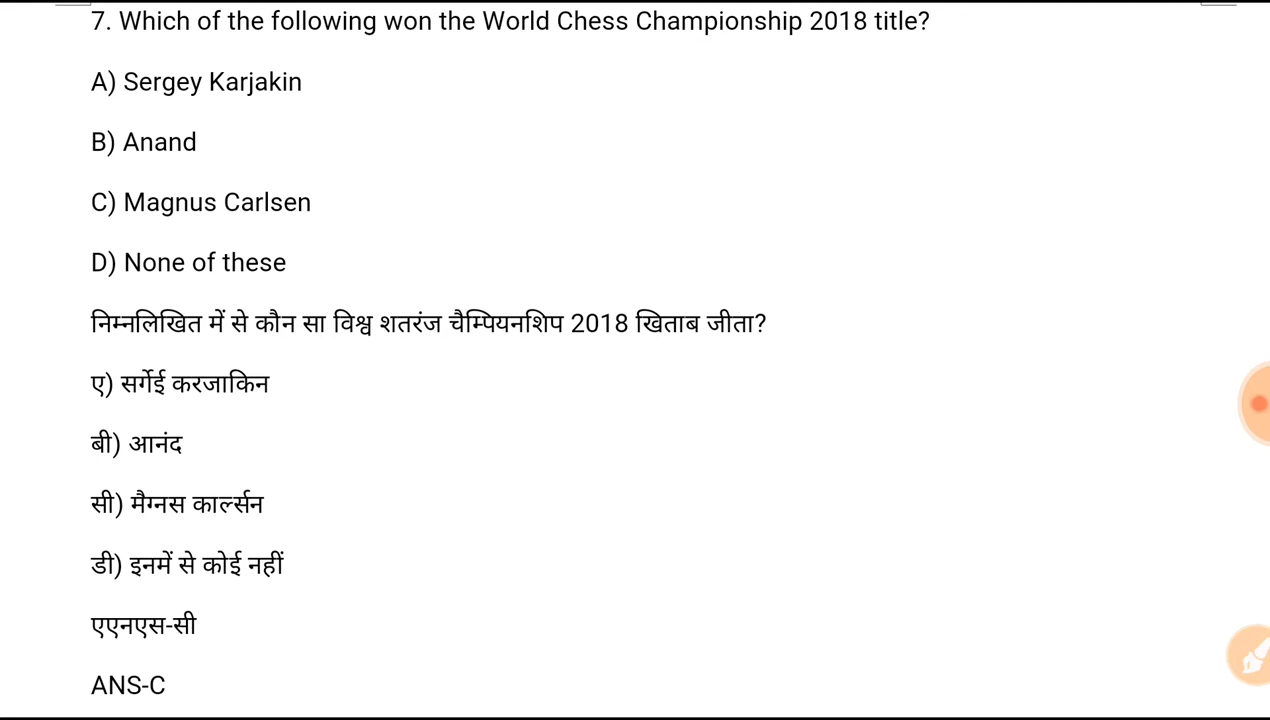 7. Which of the following won the World Chess Championship 2018 title?
A) Sergey Karjakin
B) Anand
C) Magnus Carlsen
D) None of these
निम्नलिखित में से कौन सा विश्व शतरंज चैम्पियनशिप 2018 खिताब जीता?
ए) सर्गेई करजाकिन
बी) आनंद
सी) मैग्नस कार्ल्सन
डी) इनमें से कोई नहीं
एएनएस-सी
ANS-C